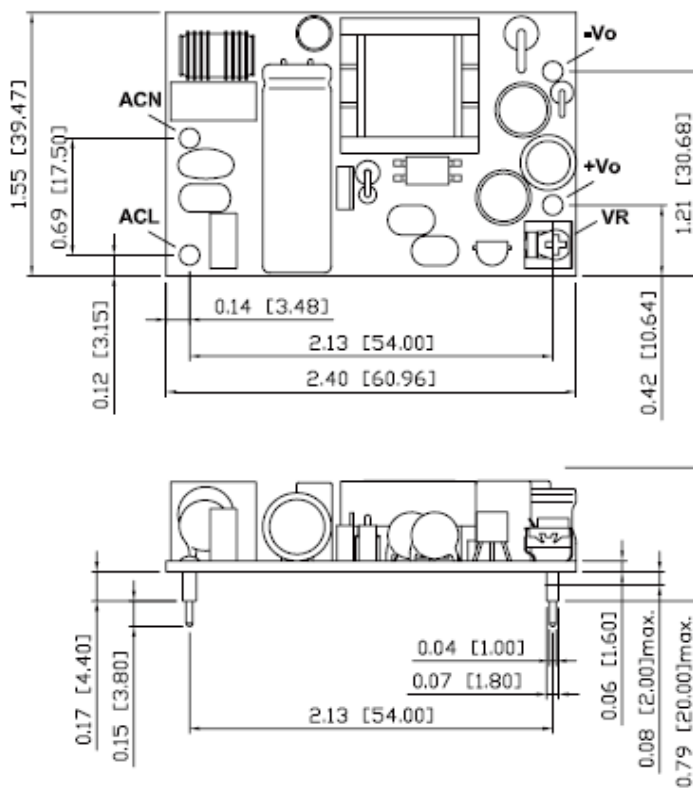 -Vo
ACN
+Vo
ACL
VR
1.55 [39.47]
0.69 [17.50]
0.12 [3.15]
1.21 [30.68]
0.42 [10.64]
0.14 [3.48]
2.13 [54.00]
2.40 [60.96]
0.17 [4.40]
0.15 [3.80]
0.04 [1.00]
0.07 [1.80]
2.13 [54.00]
0.06 [1.60]
0.08 [2.00]max.
0.79 [20.00]max.